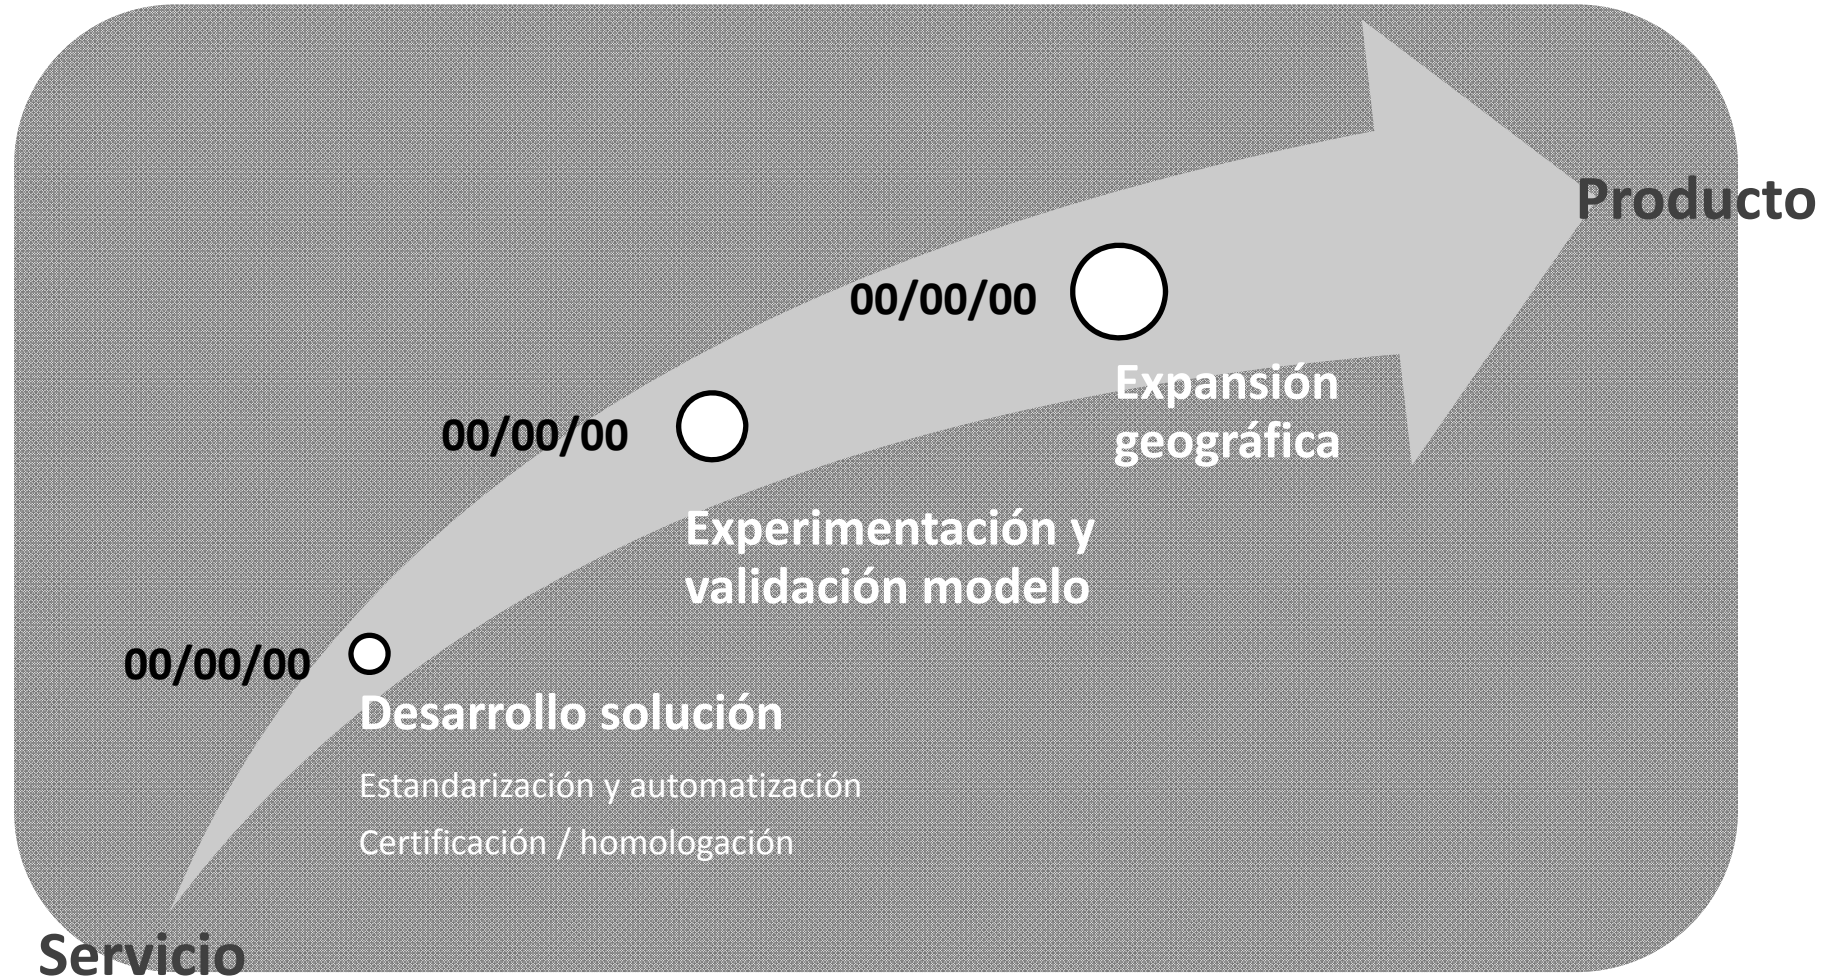 Producto
00/00/00
Expansión
geográfica
00/00/00
Experimentación y
validación modelo
00/00/00
Desarrollo solución
Estandarización y automatización
Certificación / homologación
Servicio